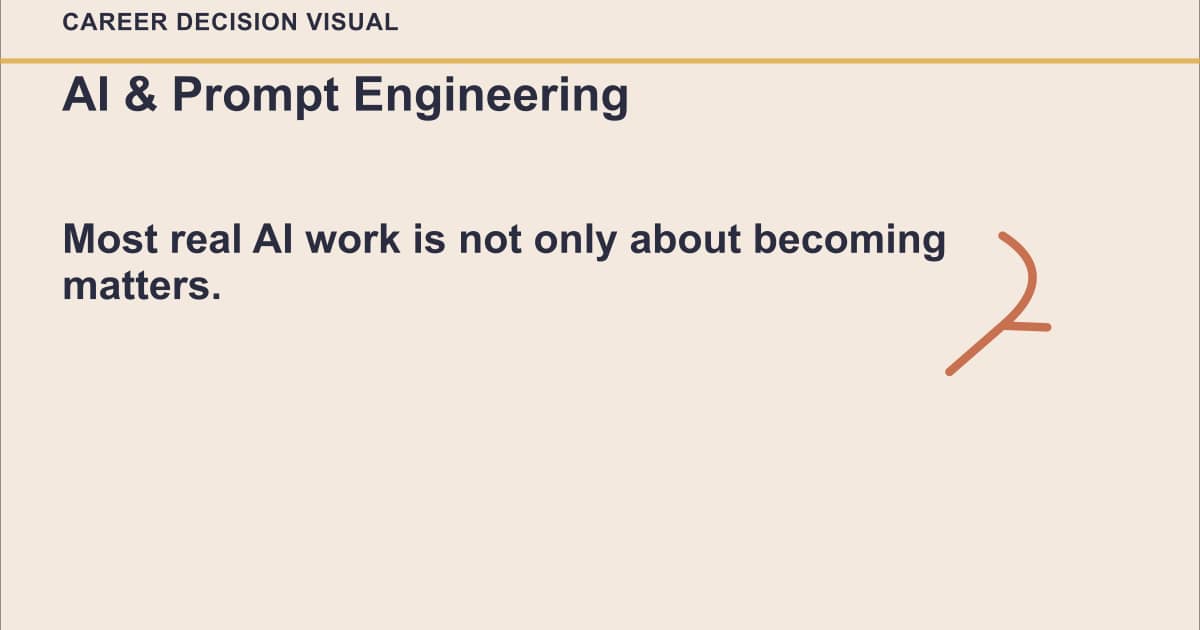 CAREER DECISION VISUAL
AI & Prompt Engineering
Most real AI work is not only about becoming
matters.